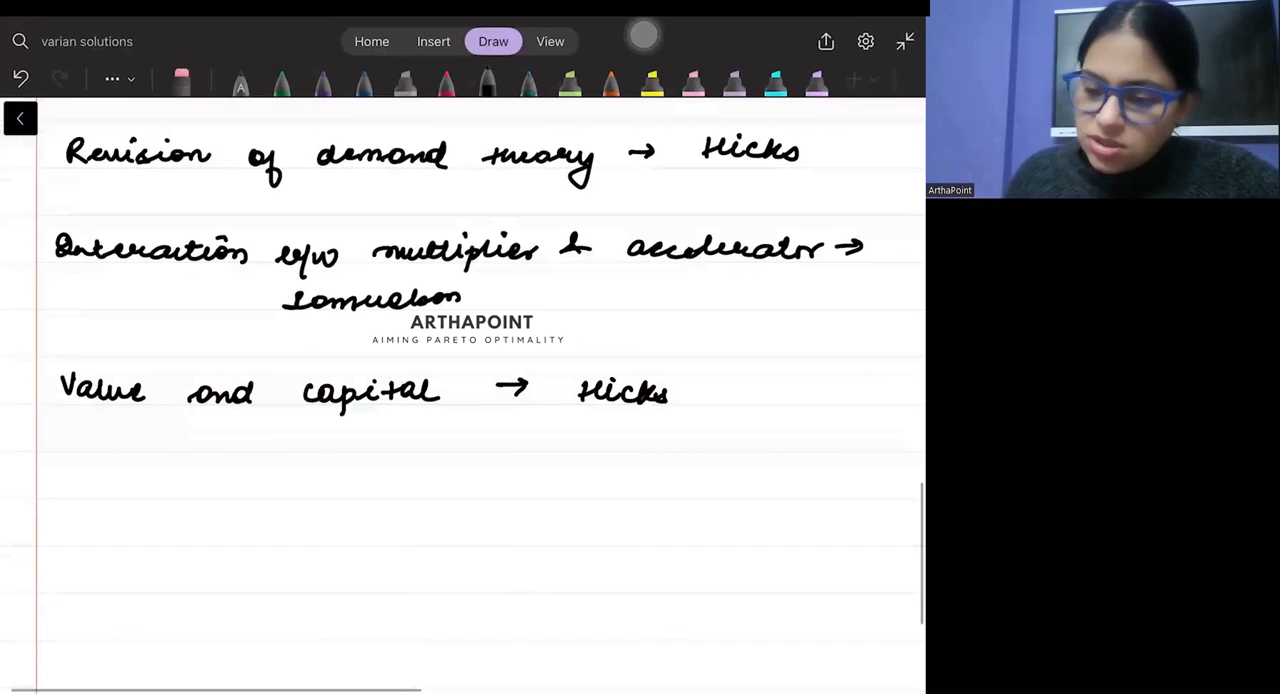 varian solutions
Home Insert Draw View
A
ArthaPoint
Revision of demand theory → Hicks
Interaction b/w multiplier & accelerator →
Samuelson
ARTHAPOINT
AIMING PARETO OPTIMALITY
Value and capital → Hicks